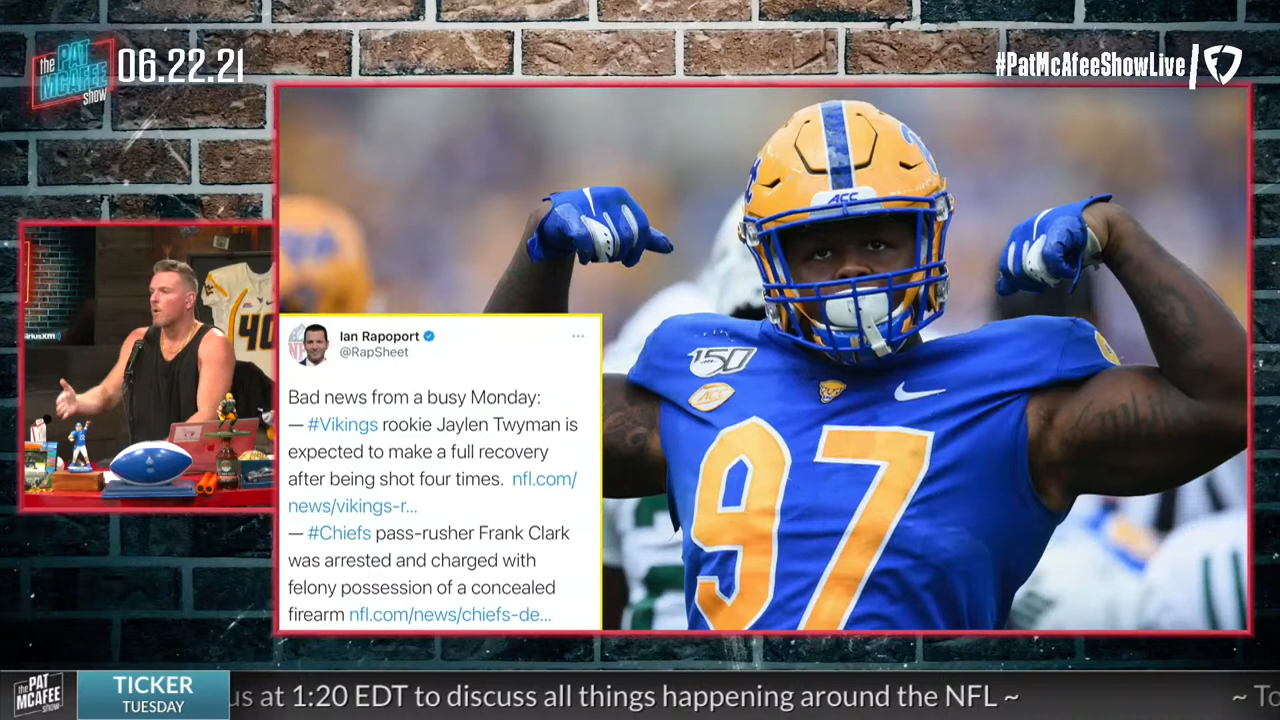 the PAT MCAFEE show
06.22.21
#PatMcAfeeShowLive
siriusxm
40
Ian Rapoport
@RapSheet
Bad news from a busy Monday:
— #Vikings rookie Jaylen Twyman is
expected to make a full recovery
after being shot four times. nfl.com/
news/vikings-r...
— #Chiefs pass-rusher Frank Clark
was arrested and charged with
felony possession of a concealed
firearm nfl.com/news/chiefs-de...
ACC
150
ACC
97
the PAT MCAFEE show
TICKER
TUESDAY
us at 1:20 EDT to discuss all things happening around the NFL ~
~ To